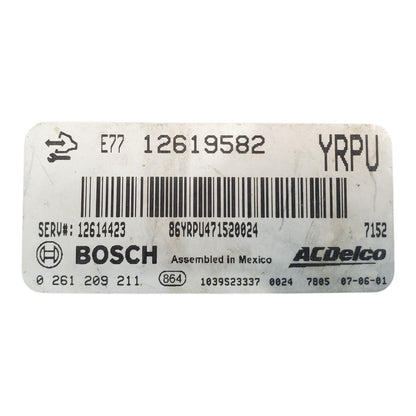 E77 12619582 YRPU
SERV#: 12614423 86YRPU471520024 7152
BOSCH Assembled in Mexico ACDelco
0 261 209 211 864 1039S23337 0024 7805 07-06-01